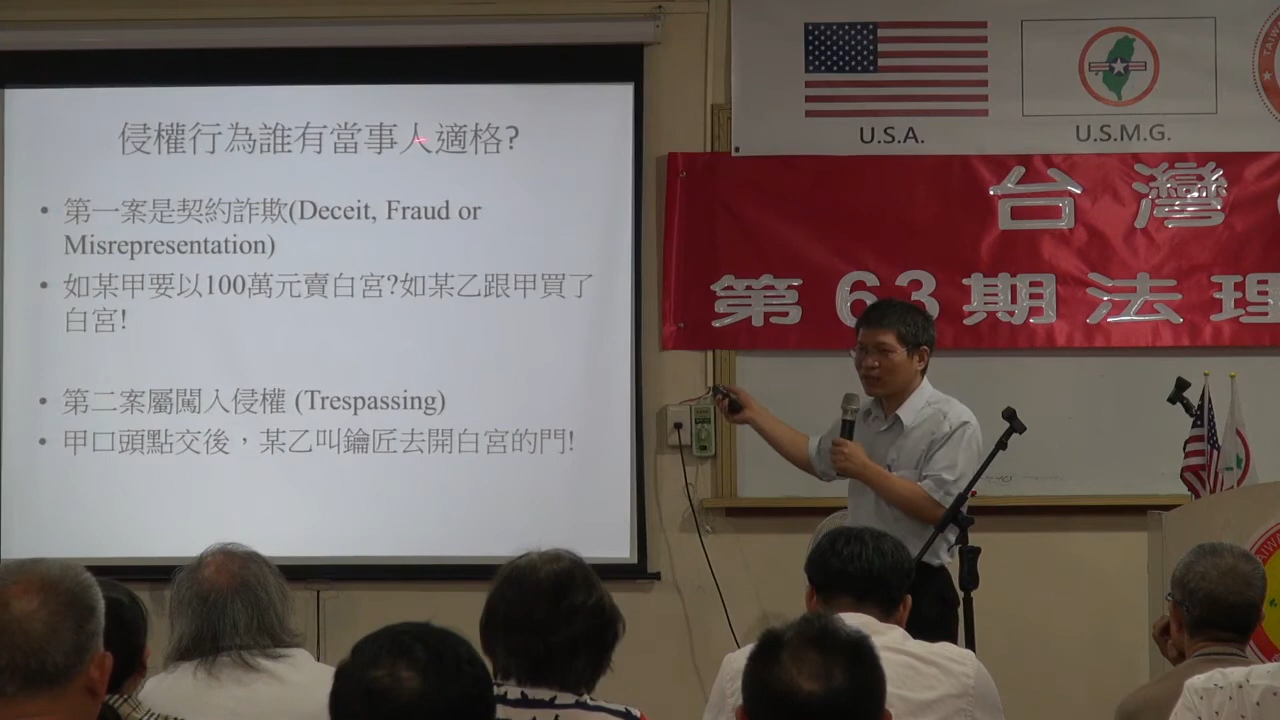 侵權行為誰有當事人適格?
• 第一案是契約詐欺(Deceit, Fraud or
Misrepresentation)
• 如某甲要以100萬元賣白宮?如某乙跟甲買了
白宮!
• 第二案屬闖入侵權 (Trespassing)
• 甲口頭點交後，某乙叫鑰匠去開白宮的門!
U.S.A.
U.S.M.G.
台灣
第63期法理